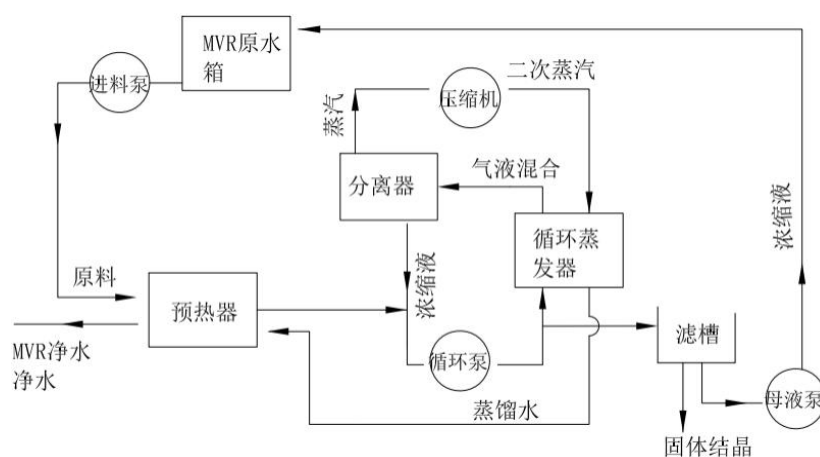 MVR原水
箱
进料泵
二次蒸汽
压缩机
蒸汽
分离器
气液混合
循环蒸
发器
浓缩液
原料
预热器
浓缩液
滤槽
MVR净水
净水
循环泵
母液泵
蒸馏水
固体结晶